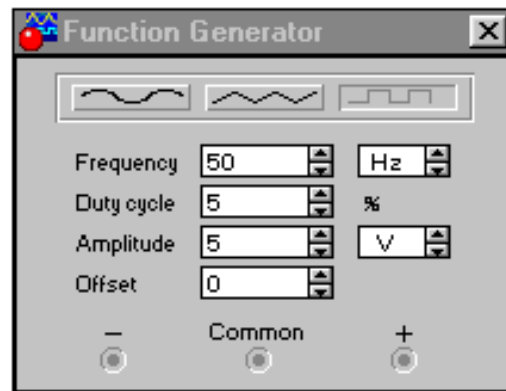 Function Generator
Frequency 50 Hz
Duty cycle 5 %
Amplitude 5 V
Offset 0
− Common +